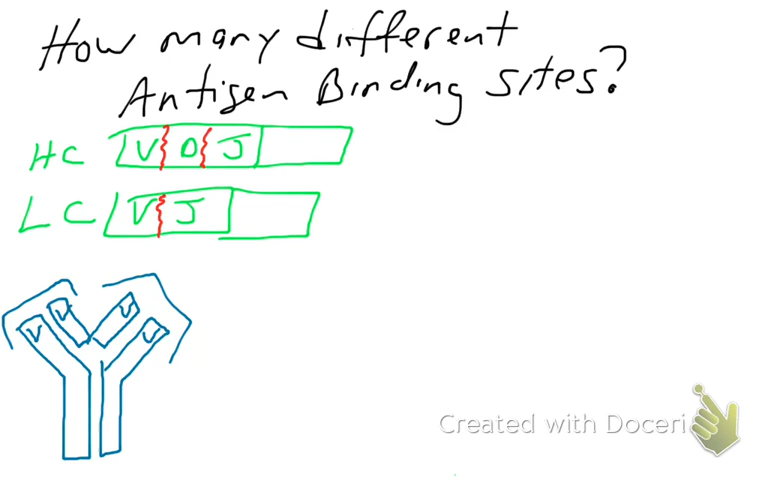 How many different
Antigen Binding sites?
HC V D J
LC V J
V V V V
Created with Doceri